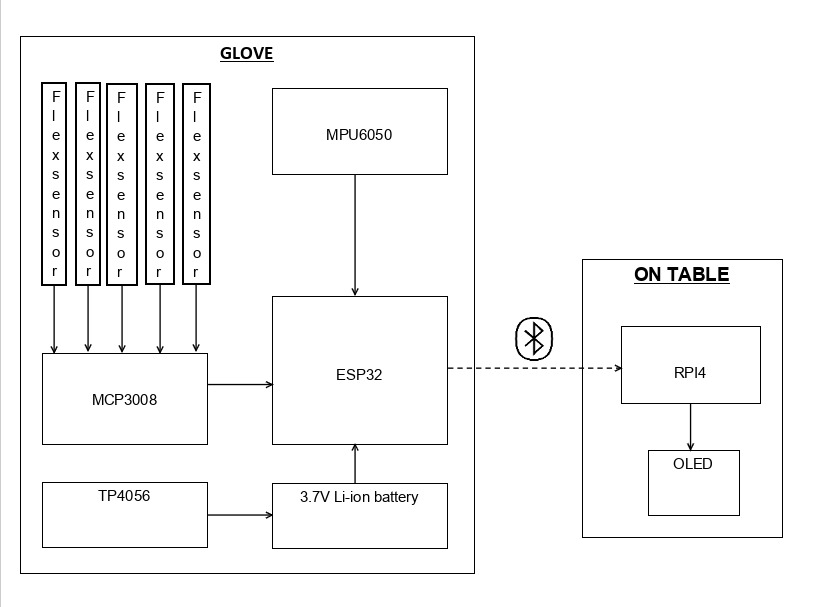 GLOVE
Flexsensor
Flexsensor
Flexsensor
Flexsensor
Flexsensor
MPU6050
ON TABLE
ESP32
RPI4
MCP3008
OLED
TP4056
3.7V Li-ion battery